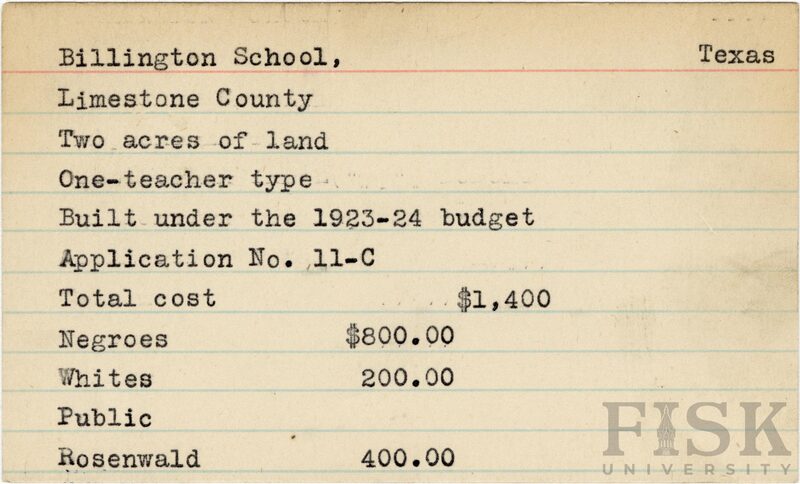 Billington School, Texas
Limestone County
Two acres of land
One-teacher type
Built under the 1923-24 budget
Application No. 11-C
Total cost $1,400
Negroes $800.00
Whites 200.00
Public
Rosenwald 400.00
FISK
UNIVERSITY